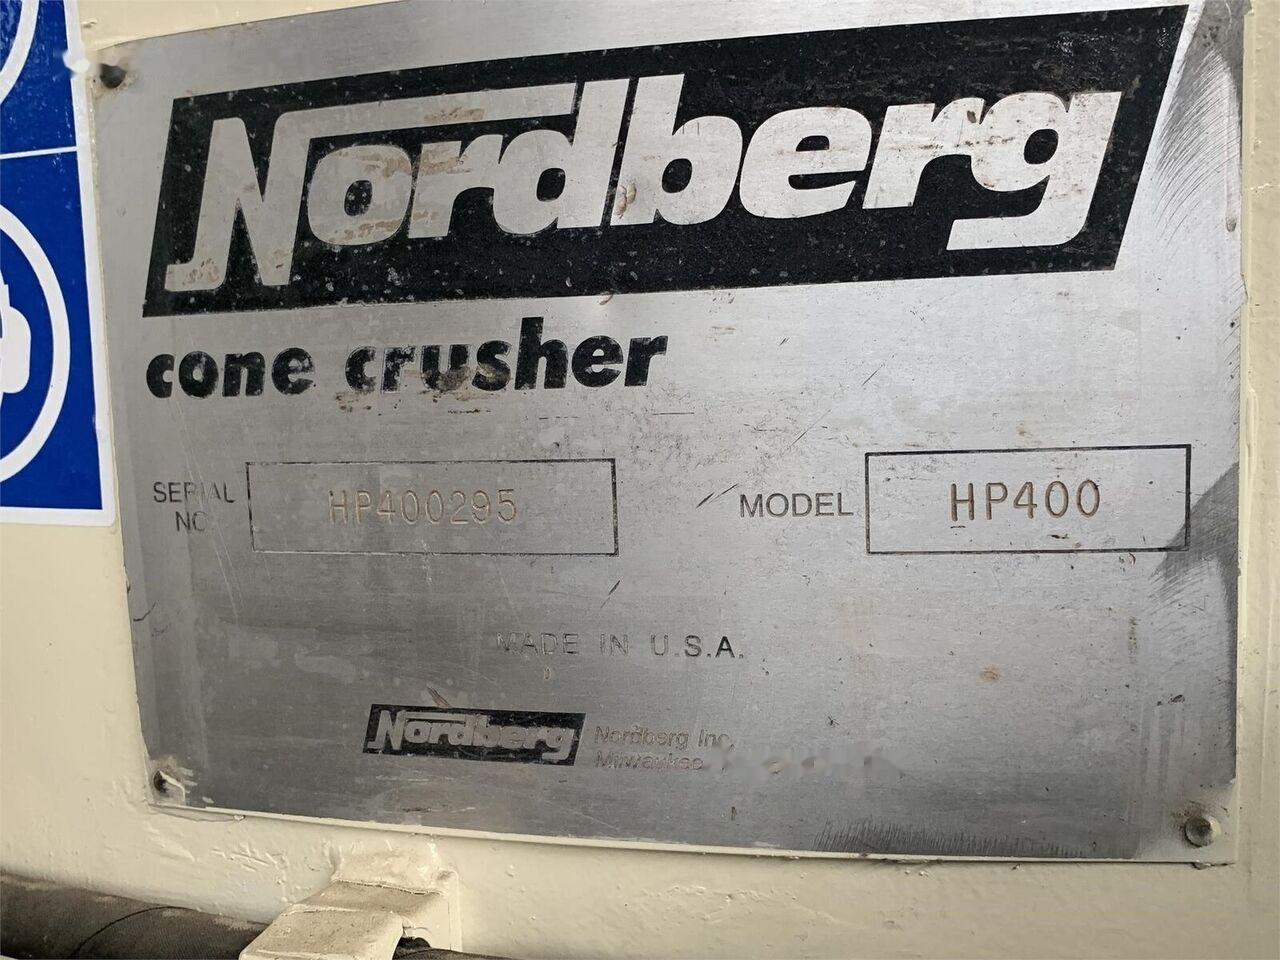 Nordberg
cone crusher
SERIAL NO. HP400295
MODEL HP400
MADE IN U.S.A.
Nordberg
Nordberg Inc.
Milwaukee